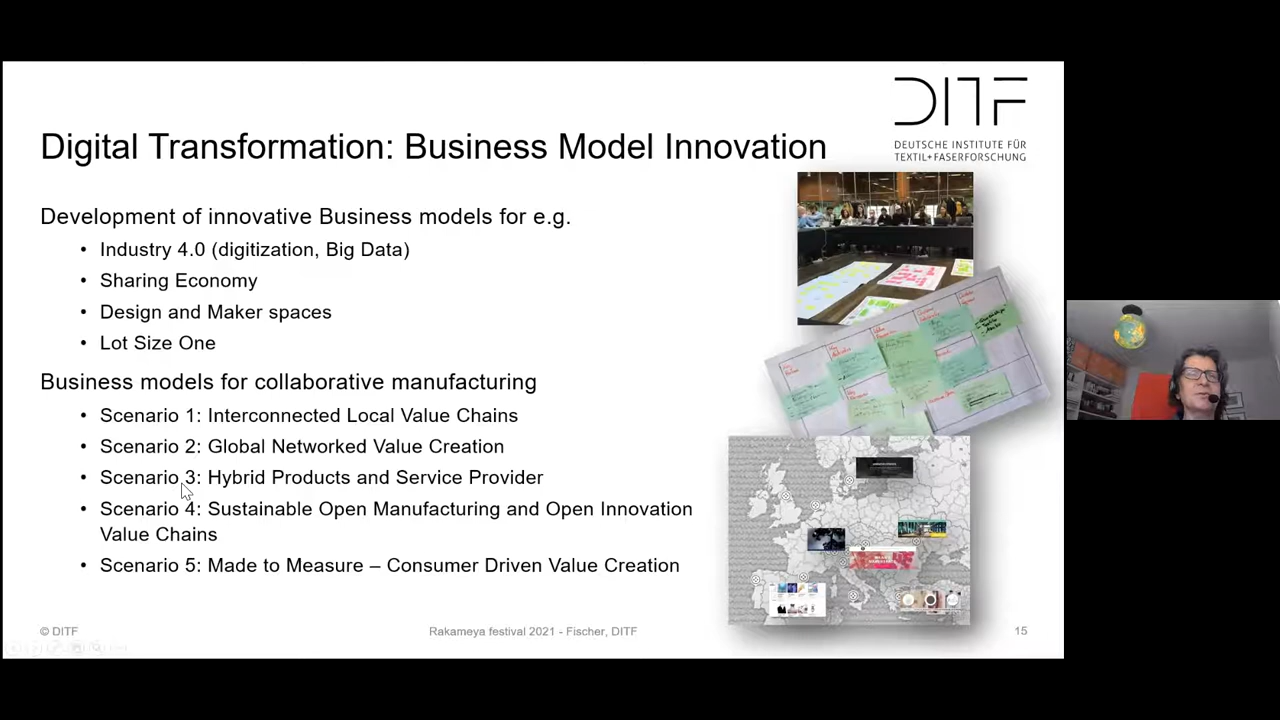 DITF
DEUTSCHE INSTITUTE FÜR
TEXTIL+FASERFORSCHUNG
Digital Transformation: Business Model Innovation
Development of innovative Business models for e.g.
• Industry 4.0 (digitization, Big Data)
• Sharing Economy
• Design and Maker spaces
• Lot Size One
Business models for collaborative manufacturing
• Scenario 1: Interconnected Local Value Chains
• Scenario 2: Global Networked Value Creation
• Scenario 3: Hybrid Products and Service Provider
• Scenario 4: Sustainable Open Manufacturing and Open Innovation
Value Chains
• Scenario 5: Made to Measure – Consumer Driven Value Creation
© DITF
Rakameya festival 2021 - Fischer, DITF
15